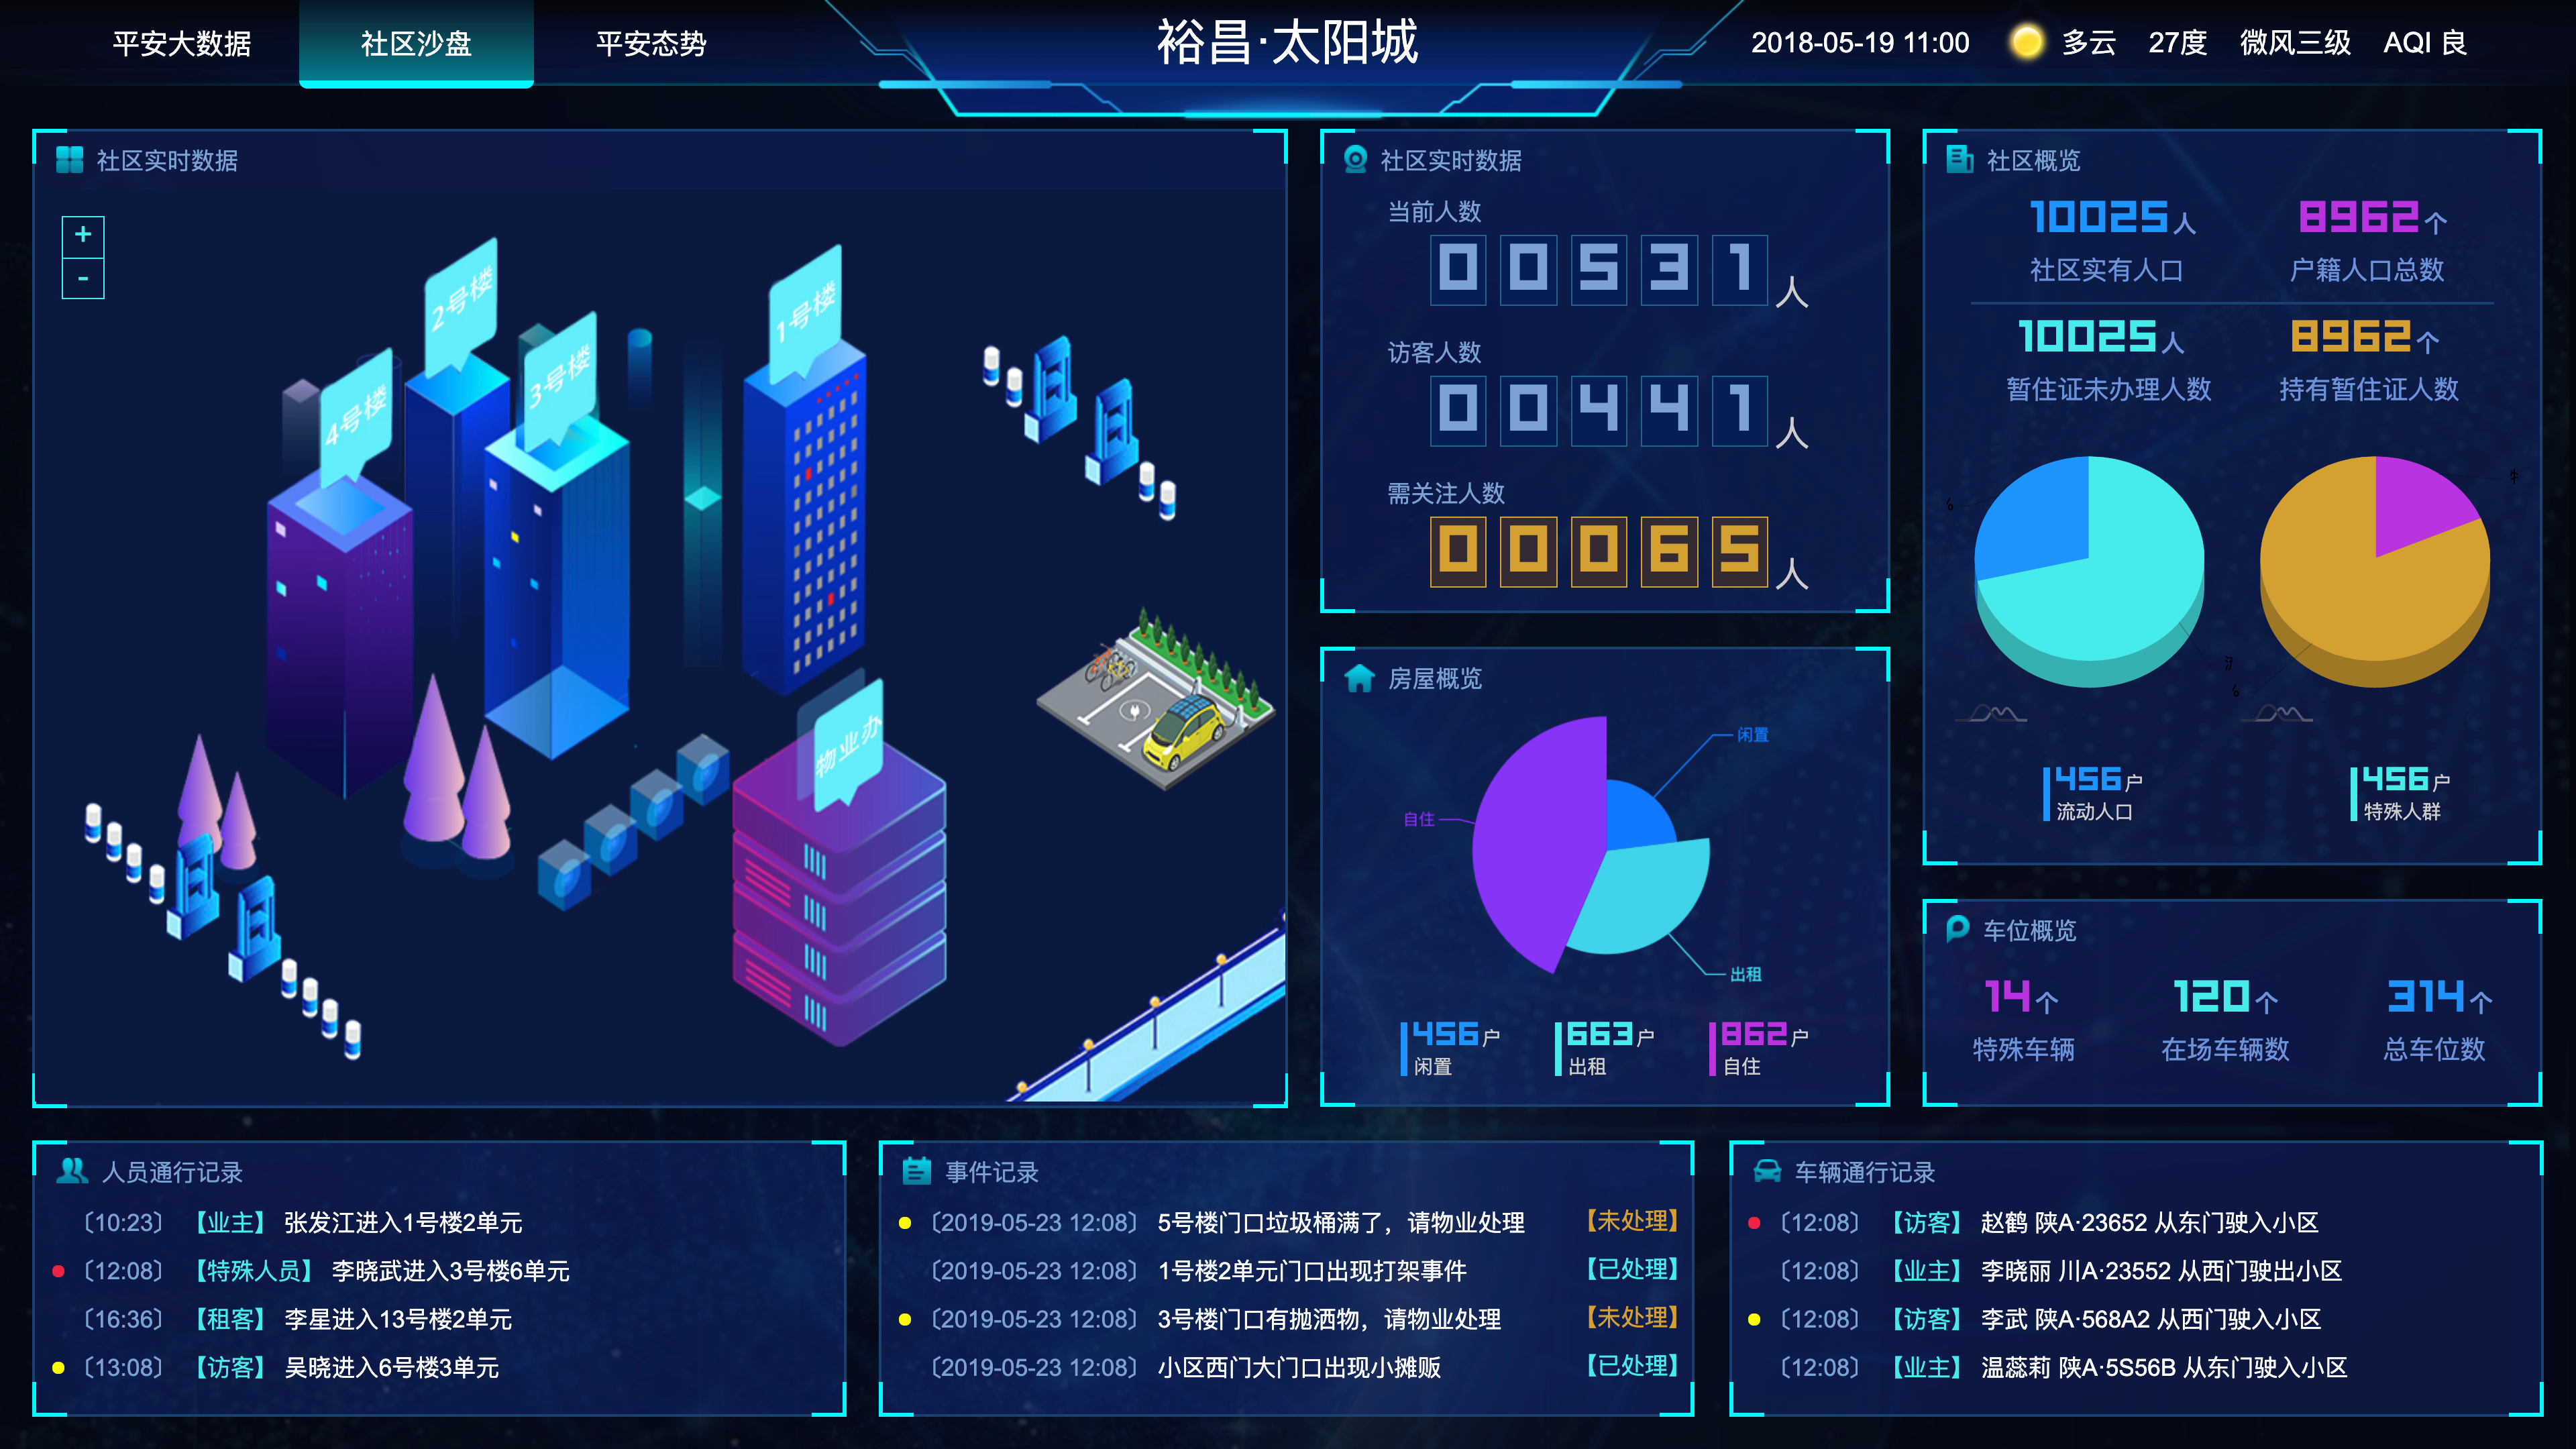 平安大数据
社区沙盘
平安态势
裕昌·太阳城
2018-05-19 11:00
多云
27度
微风三级
AQI 良
社区实时数据
+
-
2号楼
1号楼
3号楼
4号楼
物业办
社区实时数据
当前人数
00531人
访客人数
00441人
需关注人数
00065人
房屋概览
闲置
自住
出租
456户
闲置
663户
出租
862户
自住
社区概览
10025人
社区实有人口
8962个
户籍人口总数
10025人
暂住证未办理人数
8962个
持有暂住证人数
456户
流动人口
456户
特殊人群
车位概览
14个
特殊车辆
120个
在场车辆数
314个
总车位数
人员通行记录
〔10:23〕 【业主】 张发江进入1号楼2单元
〔12:08〕 【特殊人员】 李晓武进入3号楼6单元
〔16:36〕 【租客】 李星进入13号楼2单元
〔13:08〕 【访客】 吴晓进入6号楼3单元
事件记录
〔2019-05-23 12:08〕 5号楼门口垃圾桶满了，请物业处理 【未处理】
〔2019-05-23 12:08〕 1号楼2单元门口出现打架事件 【已处理】
〔2019-05-23 12:08〕 3号楼门口有抛洒物，请物业处理 【未处理】
〔2019-05-23 12:08〕 小区西门大门口出现小摊贩 【已处理】
车辆通行记录
〔12:08〕 【访客】 赵鹤 陕A·23652 从东门驶入小区
〔12:08〕 【业主】 李晓丽 川A·23552 从西门驶出小区
〔12:08〕 【访客】 李武 陕A·568A2 从西门驶入小区
〔12:08〕 【业主】 温蕊莉 陕A·5S56B 从东门驶入小区